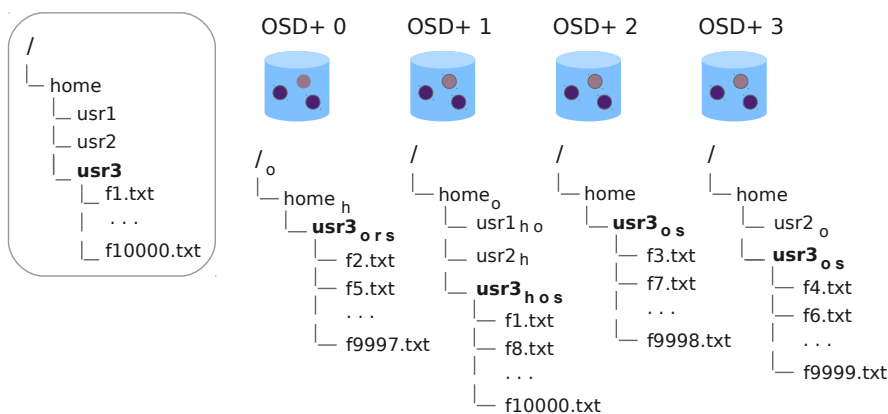 /
home
usr1
usr2
usr3
f1.txt
. . .
f10000.txt
OSD+ 0
/ o
home h
usr3 o r s
f2.txt
f5.txt
. . .
f9997.txt
OSD+ 1
/
home o
usr1 h o
usr2 h
usr3 h o s
f1.txt
f8.txt
. . .
f10000.txt
OSD+ 2
/
home
usr3 o s
f3.txt
f7.txt
. . .
f9998.txt
OSD+ 3
/
home
usr2 o
usr3 o s
f4.txt
f6.txt
. . .
f9999.txt